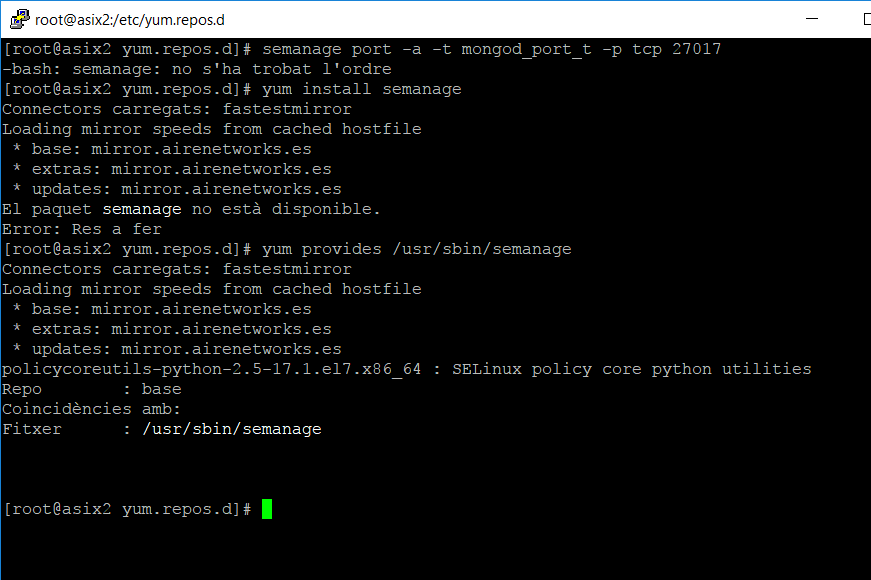 root@asix2:/etc/yum.repos.d
[root@asix2 yum.repos.d]# semanage port -a -t mongod_port_t -p tcp 27017
-bash: semanage: no s'ha trobat l'ordre
[root@asix2 yum.repos.d]# yum install semanage
Connectors carregats: fastestmirror
Loading mirror speeds from cached hostfile
 * base: mirror.airenetworks.es
 * extras: mirror.airenetworks.es
 * updates: mirror.airenetworks.es
El paquet semanage no està disponible.
Error: Res a fer
[root@asix2 yum.repos.d]# yum provides /usr/sbin/semanage
Connectors carregats: fastestmirror
Loading mirror speeds from cached hostfile
 * base: mirror.airenetworks.es
 * extras: mirror.airenetworks.es
 * updates: mirror.airenetworks.es
policycoreutils-python-2.5-17.1.el7.x86_64 : SELinux policy core python utilities
Repo        : base
Coincidències amb:
Fitxer      : /usr/sbin/semanage
[root@asix2 yum.repos.d]#